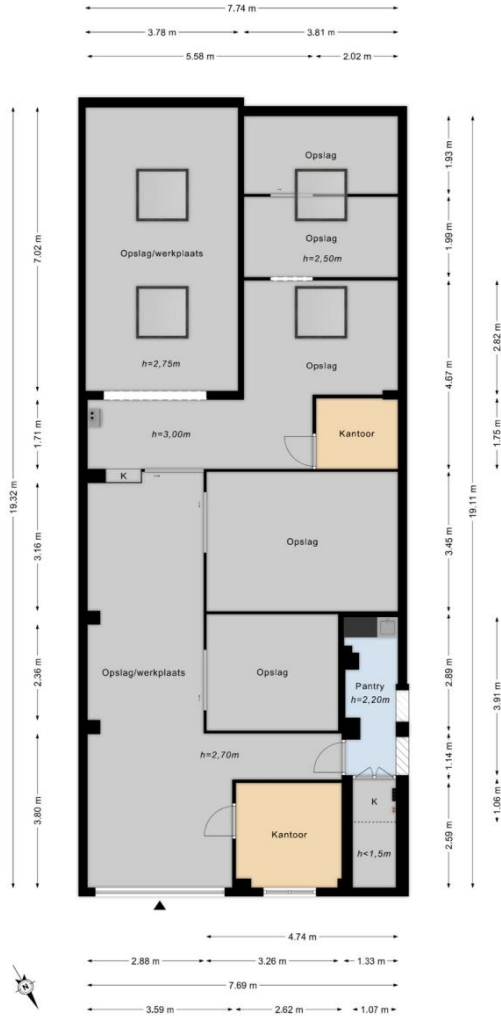 7.74 m
3.78 m
3.81 m
5.58 m
2.02 m
19.32 m
7.02 m
1.71 m
3.16 m
2.36 m
3.80 m
Opslag/werkplaats
h=2,75m
Opslag
Opslag
h=2,50m
Opslag
h=3,00m
Kantoor
K
Opslag
Opslag/werkplaats
Opslag
Pantry
h=2,20m
h=2,70m
Kantoor
K
h<1,5m
1.93 m
1.99 m
4.67 m
3.45 m
2.89 m
1.14 m
2.59 m
19.11 m
2.82 m
1.75 m
3.91 m
1.06 m
4.74 m
2.88 m
3.26 m
1.33 m
7.69 m
3.59 m
2.62 m
1.07 m